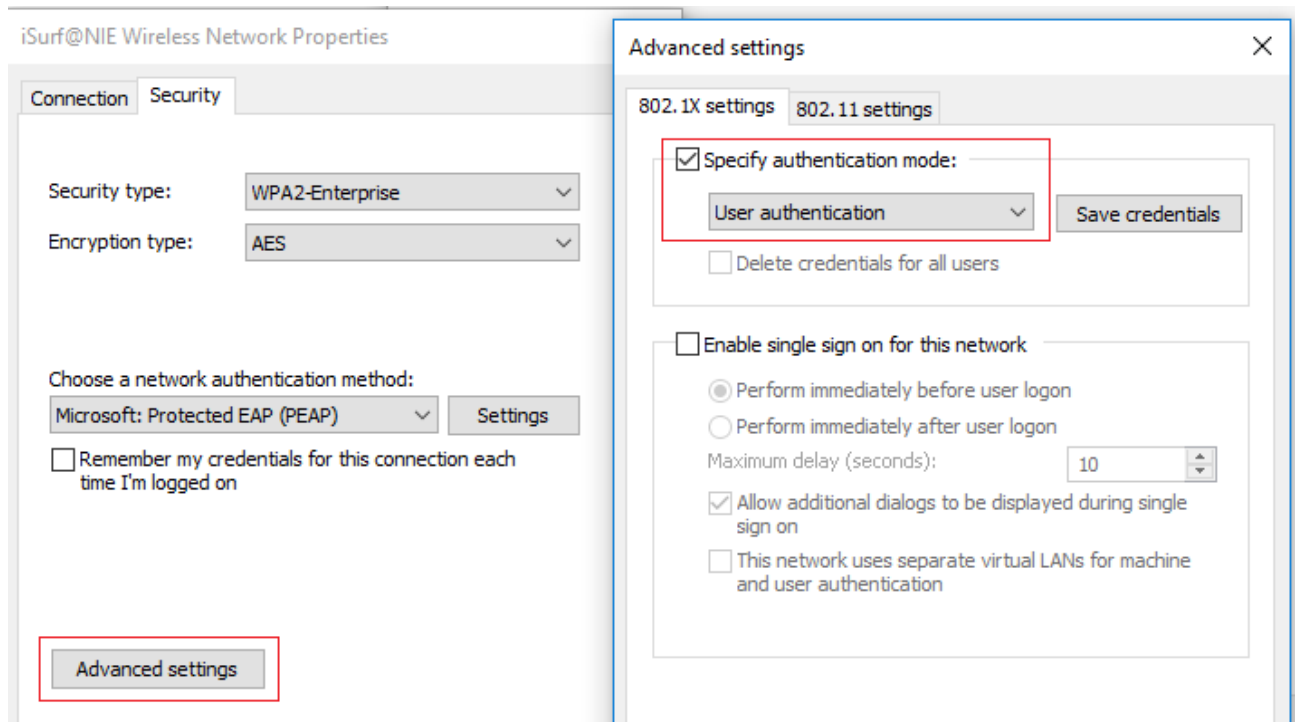 iSurf@NIE Wireless Network Properties
Connection
Security
Security type:
WPA2-Enterprise
Encryption type:
AES
Choose a network authentication method:
Microsoft: Protected EAP (PEAP)
Settings
Remember my credentials for this connection each
time I'm logged on
Advanced settings
Advanced settings
802.1X settings
802.11 settings
Specify authentication mode:
User authentication
Save credentials
Delete credentials for all users
Enable single sign on for this network
Perform immediately before user logon
Perform immediately after user logon
Maximum delay (seconds):
10
Allow additional dialogs to be displayed during single
sign on
This network uses separate virtual LANs for machine
and user authentication